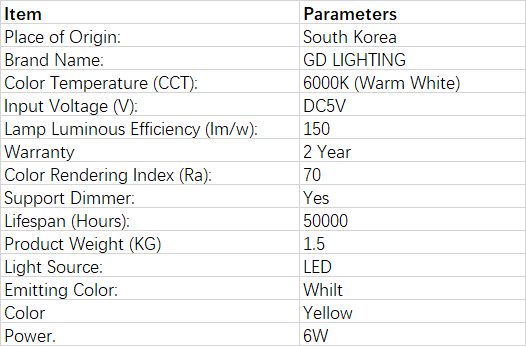 Item Parameters
Place of Origin: South Korea
Brand Name: GD LIGHTING
Color Temperature (CCT): 6000K (Warm White)
Input Voltage (V): DC5V
Lamp Luminous Efficiency (lm/w): 150
Warranty 2 Year
Color Rendering Index (Ra): 70
Support Dimmer: Yes
Lifespan (Hours): 50000
Product Weight (KG) 1.5
Light Source: LED
Emitting Color: Whilt
Color Yellow
Power. 6W